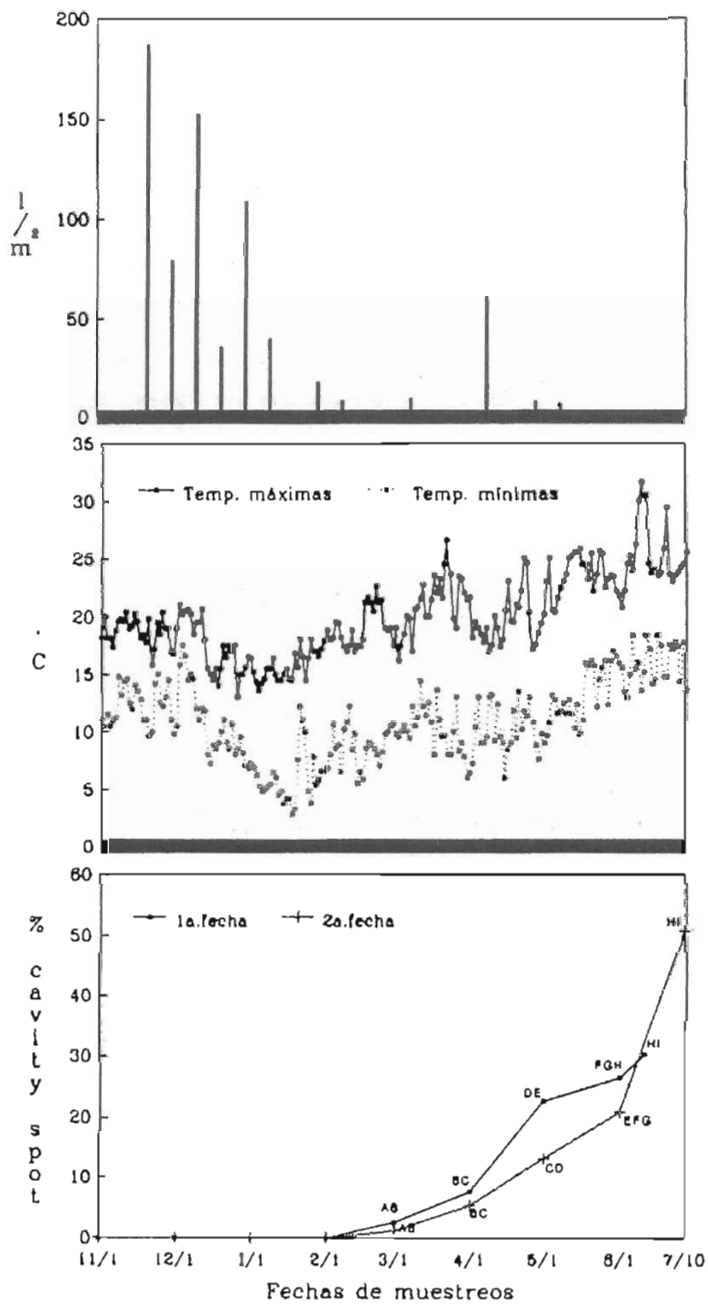 200
150
100
50
0
l/m2
35
30
25
20
15
10
5
0
°C
Temp. máximas
Temp. mínimas
60
50
40
30
20
10
0
% cavity spot
1a.fecha
2a.fecha
HI
HI
FGH
EFG
DE
CD
BC
BC
AB
AB
11/1 12/1 1/1 2/1 3/1 4/1 5/1 6/1 7/10
Fechas de muestreos